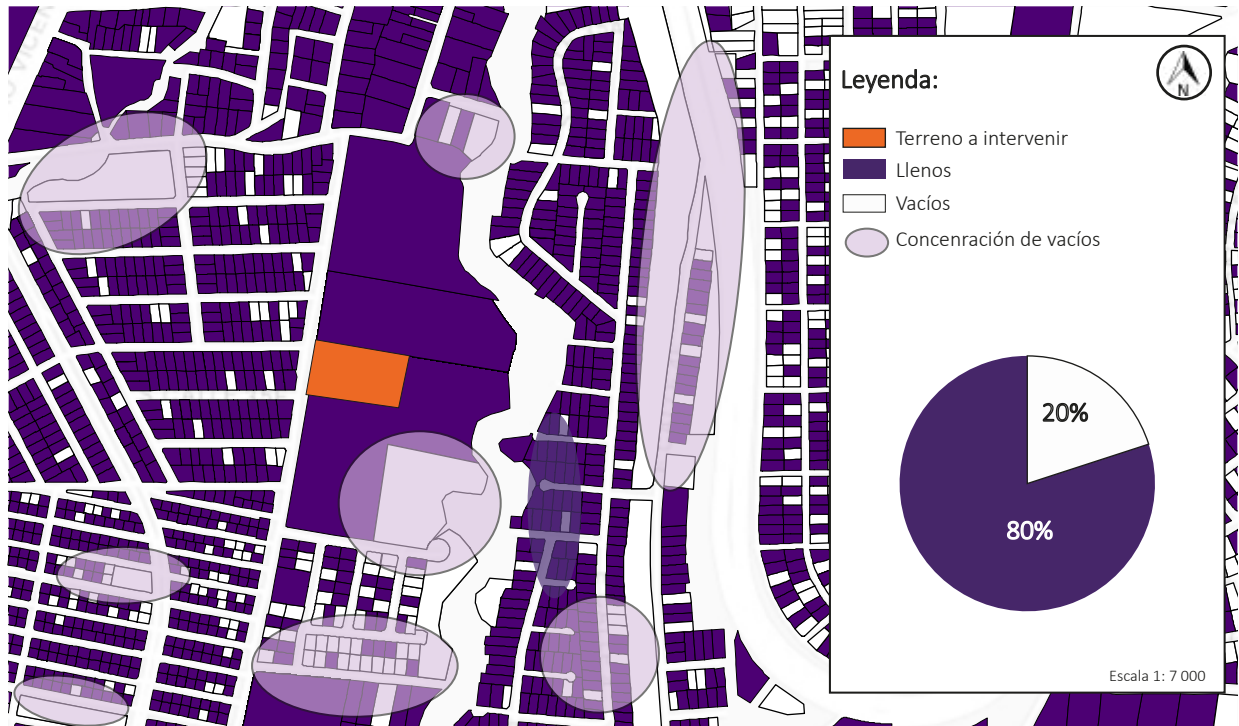 Leyenda:
N
Terreno a intervenir
Llenos
Vacíos
Concenración de vacíos
20%
80%
Escala 1: 7 000